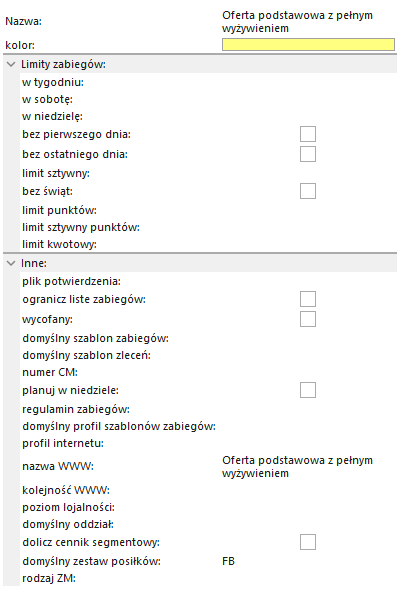 Nazwa: Oferta podstawowa z pełnym
wyżywieniem
kolor:
Limity zabiegów:
w tygodniu:
w sobotę:
w niedzielę:
bez pierwszego dnia:
bez ostatniego dnia:
limit sztywny:
bez świąt:
limit punktów:
limit sztywny punktów:
limit kwotowy:
Inne:
plik potwierdzenia:
ogranicz liste zabiegów:
wycofany:
domyślny szablon zabiegów:
domyślny szablon zleceń:
numer CM:
planuj w niedziele:
regulamin zabiegów:
domyślny profil szablonów zabiegów:
profil internetu:
nazwa WWW: Oferta podstawowa z pełnym
wyżywieniem
kolejność WWW:
poziom lojalności:
domyślny oddział:
dolicz cennik segmentowy:
domyślny zestaw posiłków: FB
rodzaj ZM: